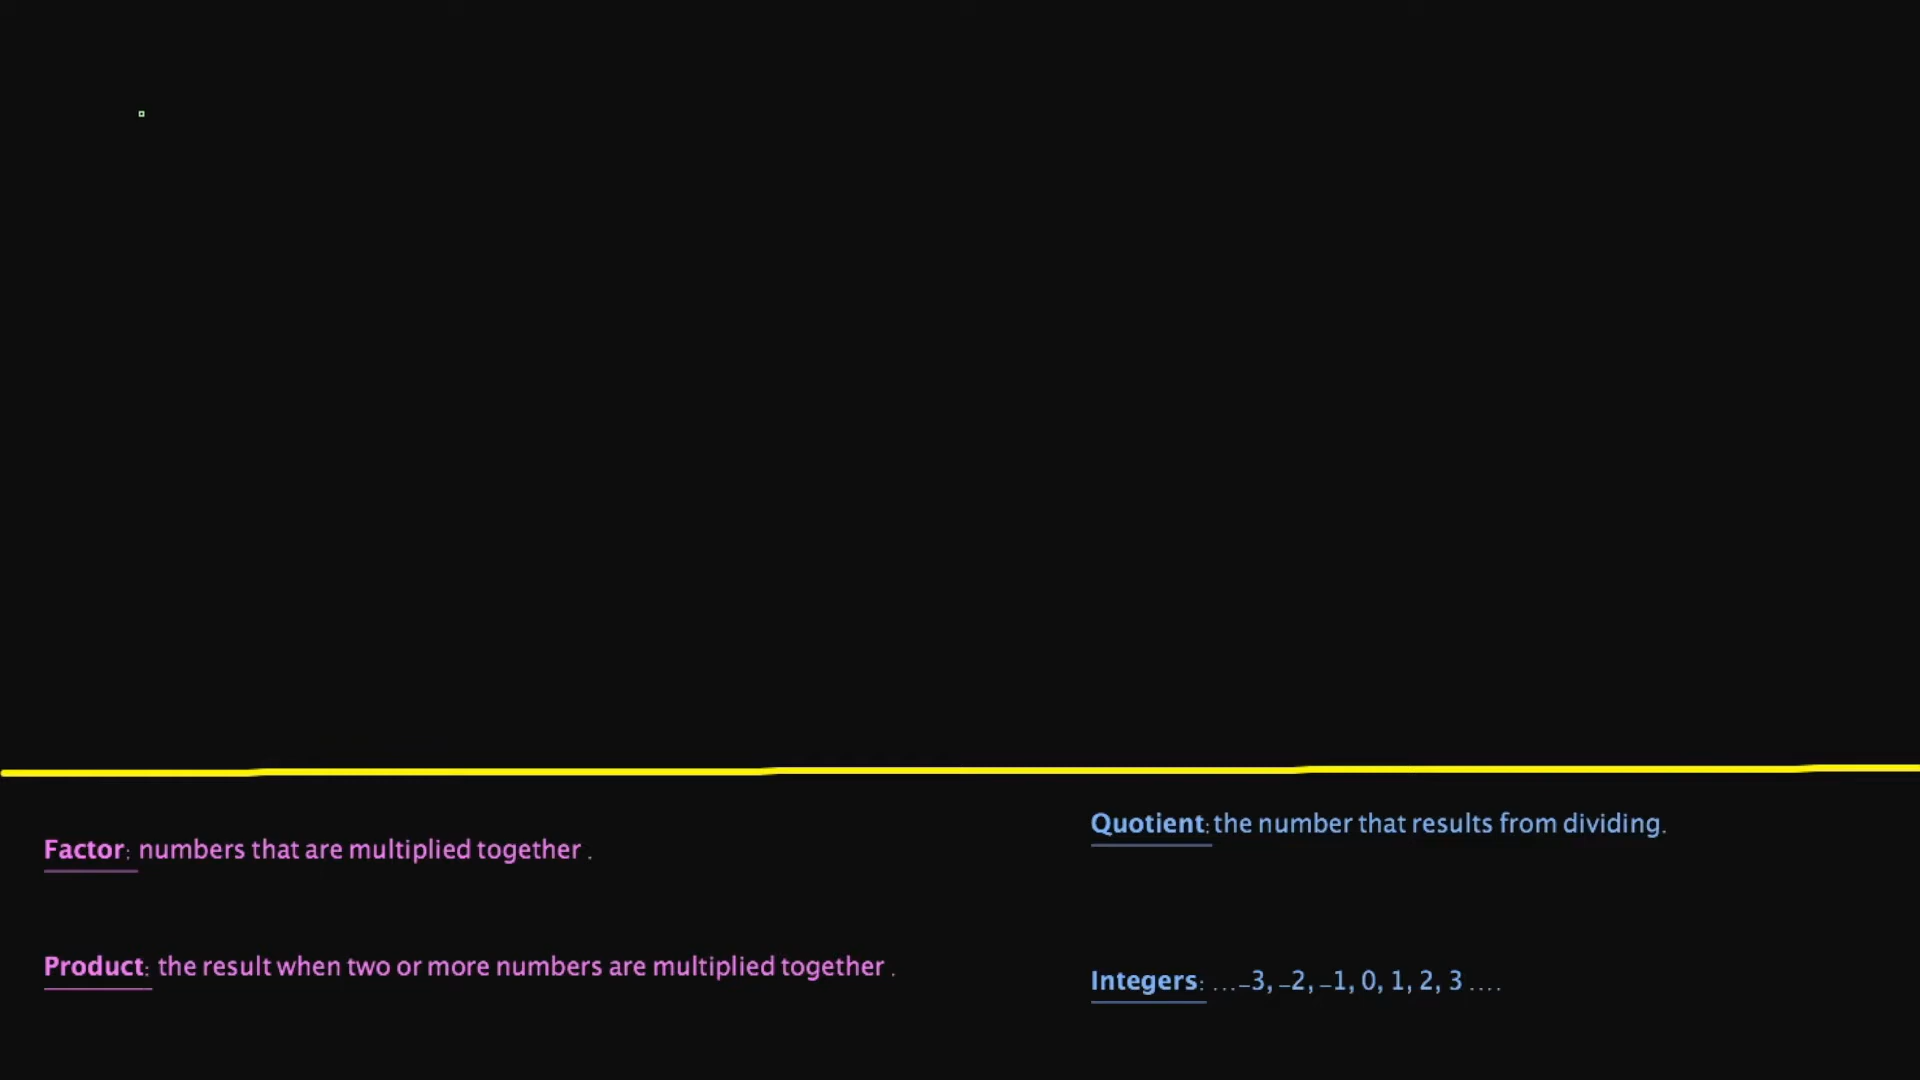 Factor: numbers that are multiplied together .
Product: the result when two or more numbers are multiplied together .
Quotient: the number that results from dividing.
Integers: ...–3, –2, –1, 0, 1, 2, 3 ....